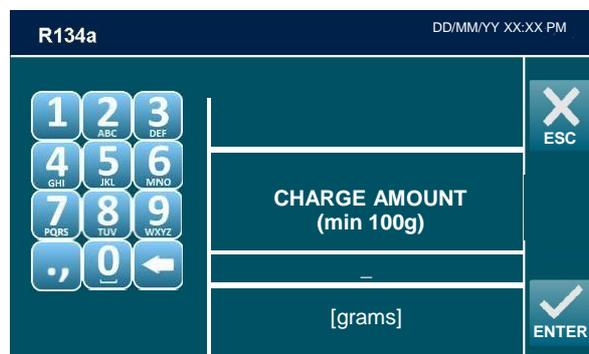 R134a
DD/MM/YY XX:XX PM
1 2 3
ABC DEF
4 5 6
GHI JKL MNO
7 8 9
PQRS TUV WXYZ
., 0
ESC
CHARGE AMOUNT
(min 100g)
_
[grams]
ENTER